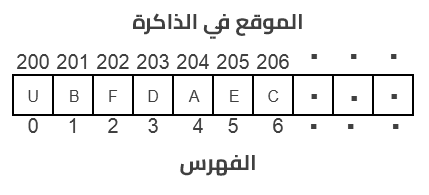 الموقع في الذاكرة
200 201 202 203 204 205 206 . . .
U B F D A E C . . .
0 1 2 3 4 5 6 . . .
الفهرس